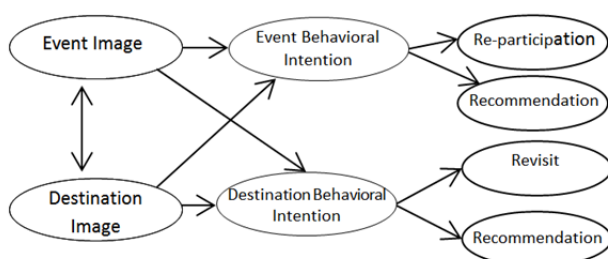 Event Image
Event Behavioral
Intention
Re-participation
Recommendation
Destination
Image
Destination Behavioral
Intention
Revisit
Recommendation